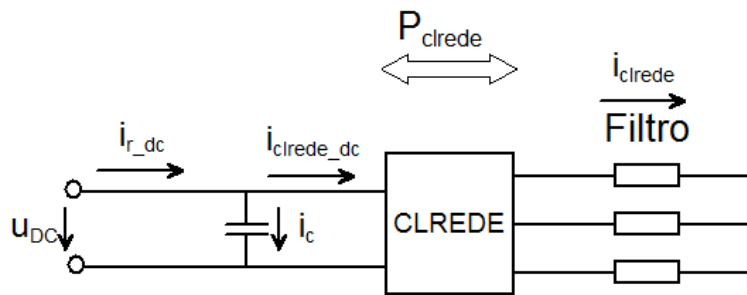 P_clrede
i_clrede
Filtro
i_r_dc
i_clrede_dc
u_DC
i_c
CLREDE